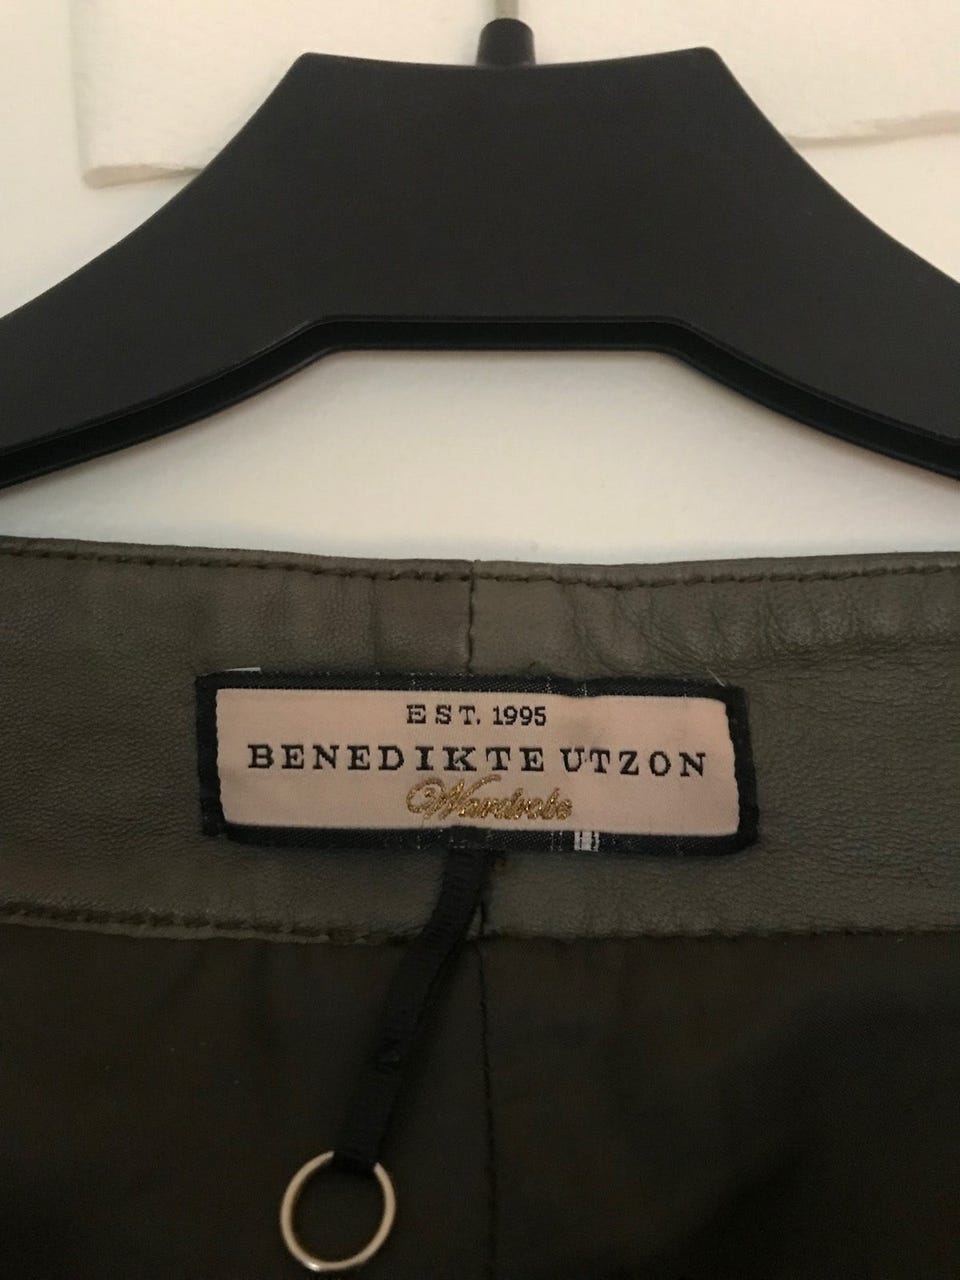 EST. 1995
BENEDIKTE UTZON
Wardrobe